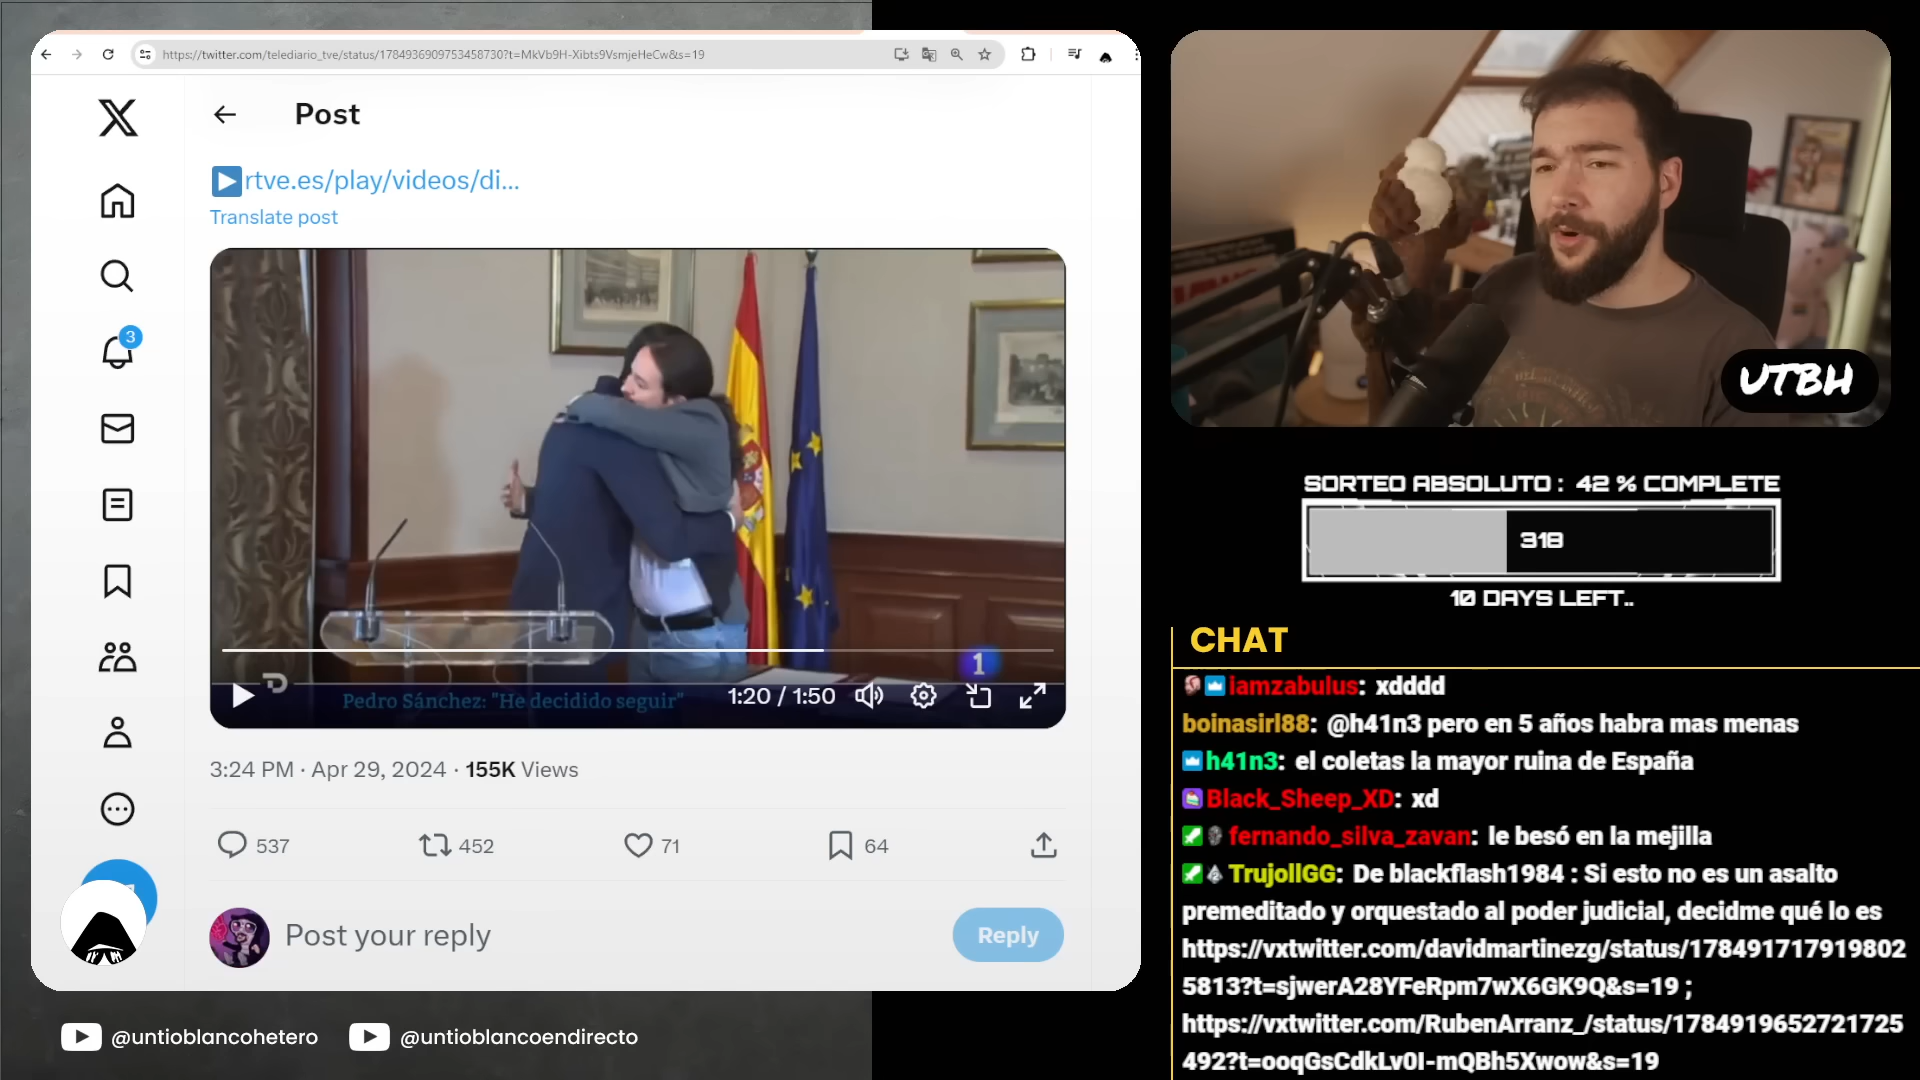 https://twitter.com/telediario_tve/status/1784936909753458730?t=MkVb9H-Xibts9VsmjeHeCw&s=19
Post
rtve.es/play/videos/di...
Translate post
3
1
Pedro Sánchez: "He decidido seguir"
1:20 / 1:50
3:24 PM · Apr 29, 2024 · 155K Views
537
452
71
64
Post your reply
Reply
@untioblancohetero
@untioblancoendirecto
UTBH
SORTEO ABSOLUTO : 42 % COMPLETE
318
10 DAYS LEFT..
CHAT
iamzabulus: xdddd
boinasirl88: @h41n3 pero en 5 años habra mas menas
h41n3: el coletas la mayor ruina de España
Black_Sheep_XD: xd
fernando_silva_zavan: le besó en la mejilla
TrujollGG: De blackflash1984 : Si esto no es un asalto
premeditado y orquestado al poder judicial, decidme qué lo es
https://vxtwitter.com/davidmartinezg/status/178491717919802
5813?t=sjwerA28YFeRpm7wX6GK9Q&s=19 ;
https://vxtwitter.com/RubenArranz_/status/1784919652721725
492?t=ooqGsCdkLv0I-mQBh5Xwow&s=19